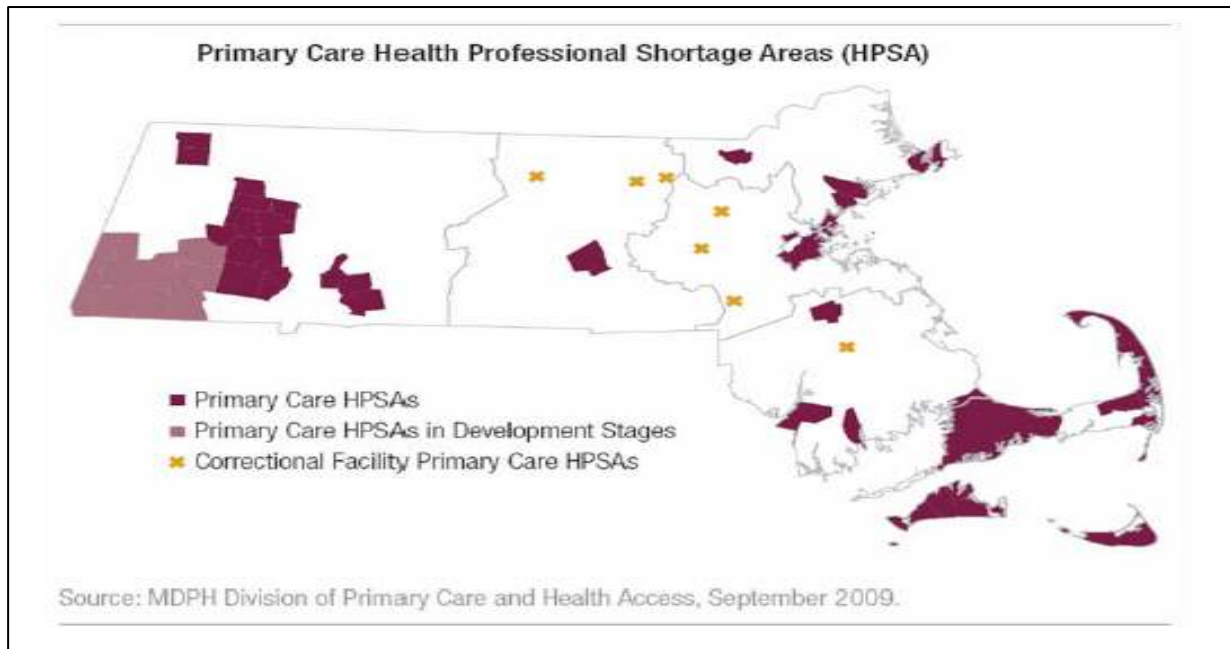 Primary Care Health Professional Shortage Areas (HPSA)
Primary Care HPSAs
Primary Care HPSAs in Development Stages
Correctional Facility Primary Care HPSAs
Source: MDPH Division of Primary Care and Health Access, September 2009.